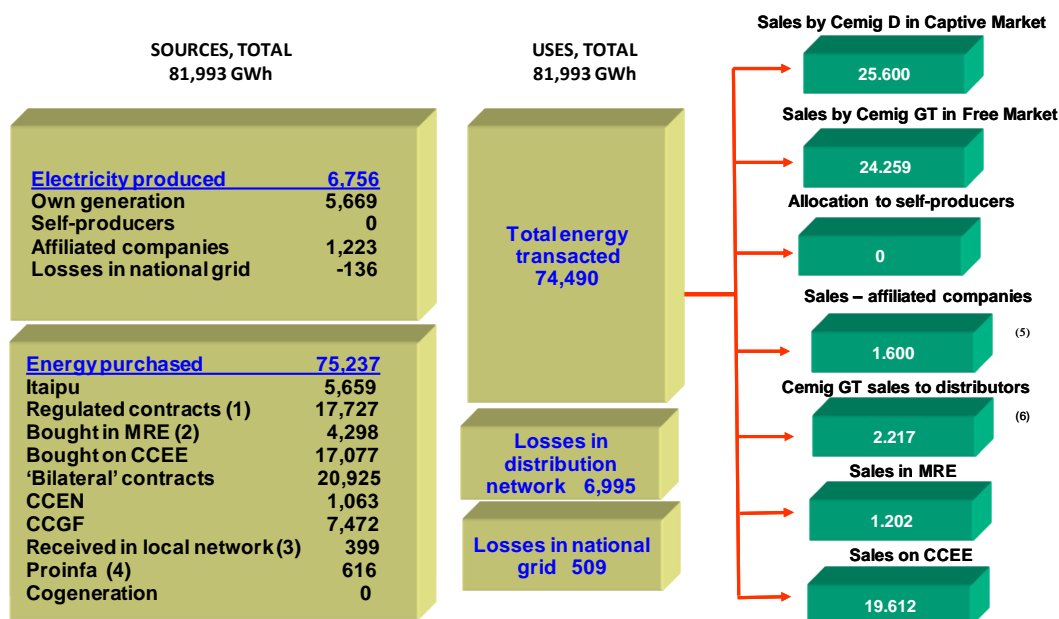 SOURCES, TOTAL
81,993 GWh
Electricity produced 6,756
Own generation 5,669
Self-producers 0
Affiliated companies 1,223
Losses in national grid -136
Energy purchased 75,237
Itaipu 5,659
Regulated contracts (1) 17,727
Bought in MRE (2) 4,298
Bought on CCEE 17,077
‘Bilateral’ contracts 20,925
CCEN 1,063
CCGF 7,472
Received in local network (3) 399
Proinfa (4) 616
Cogeneration 0
USES, TOTAL
81,993 GWh
Total energy
transacted
74,490
Losses in
distribution
network 6,995
Losses in national
grid 509
Sales by Cemig D in Captive Market
25.600
Sales by Cemig GT in Free Market
24.259
Allocation to self-producers
0
Sales – affiliated companies
(5)
1.600
Cemig GT sales to distributors
(6)
2.217
Sales in MRE
1.202
Sales on CCEE
19.612